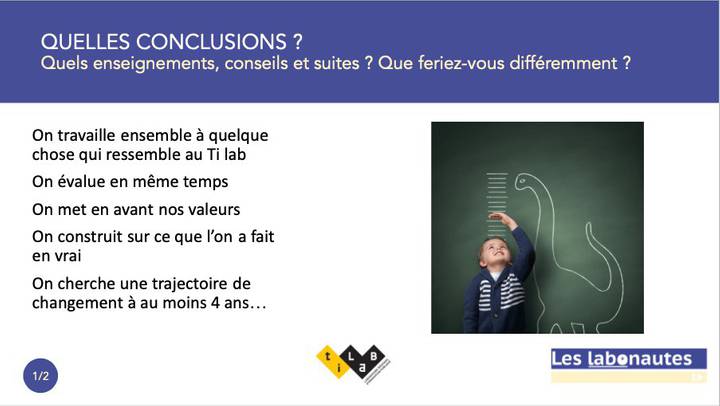 QUELLES CONCLUSIONS ?
Quels enseignements, conseils et suites ? Que feriez-vous différemment ?
On travaille ensemble à quelque
chose qui ressemble au Ti lab
On évalue en même temps
On met en avant nos valeurs
On construit sur ce que l'on a fait
en vrai
On cherche une trajectoire de
changement à au moins 4 ans…
1/2
ti LaB
Les labonautes